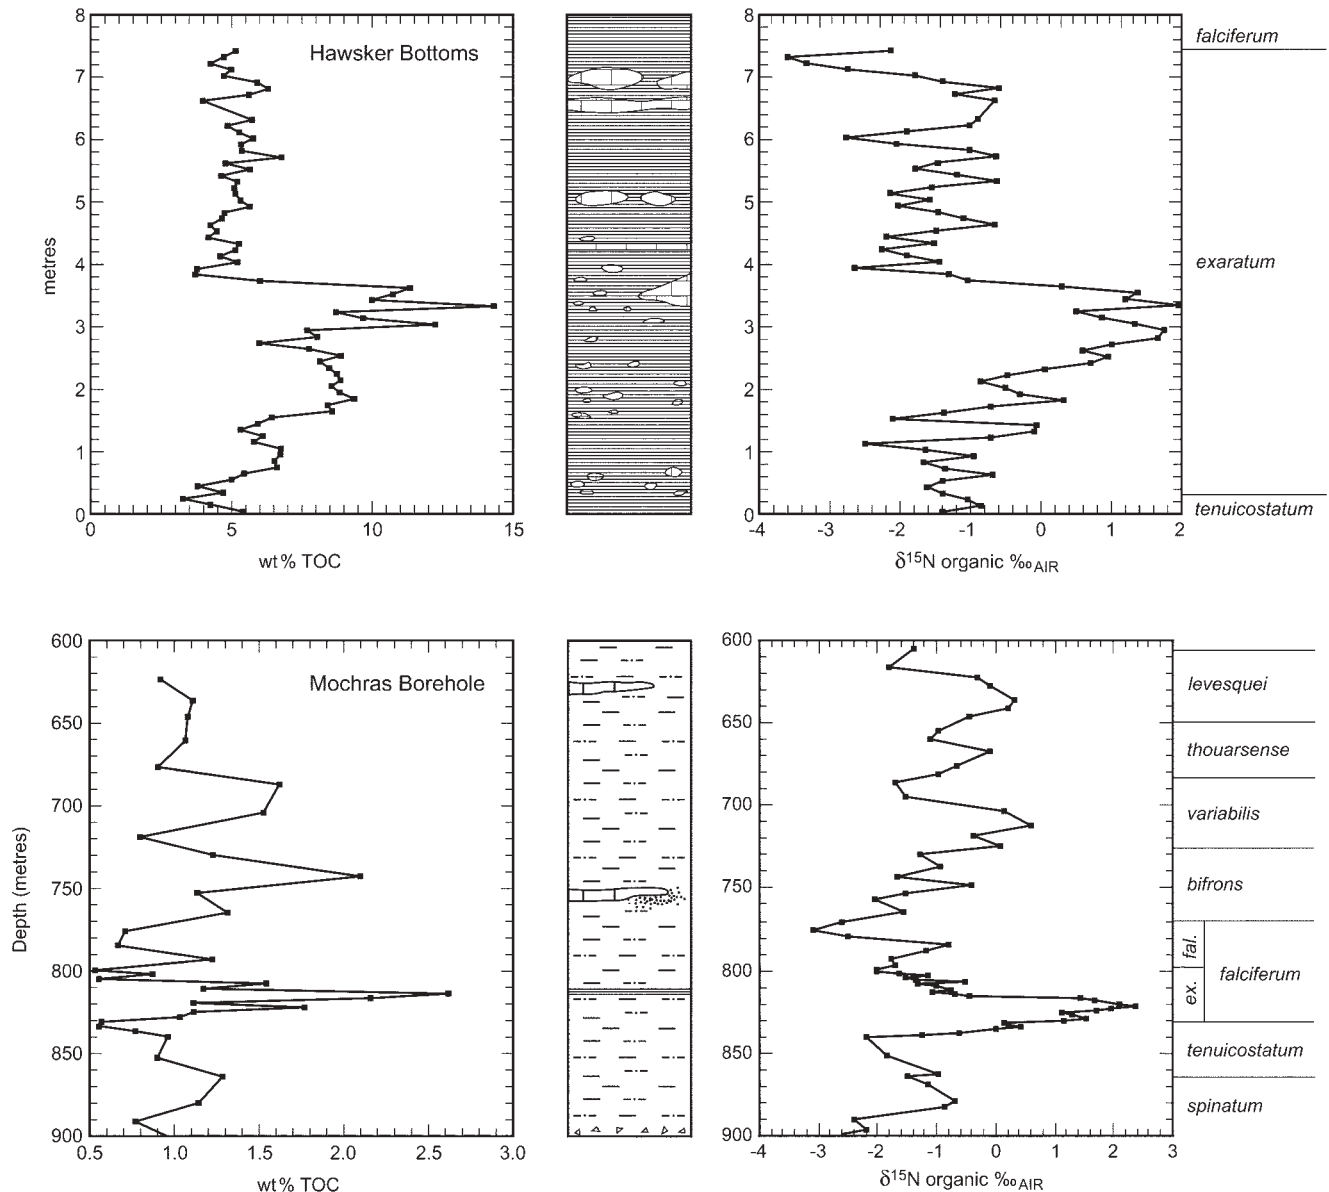 Hawsker Bottoms
metres
8
7
6
5
4
3
2
1
0
0 5 10 15
wt% TOC
8
7
6
5
4
3
2
1
0
-4 -2 -1 0 1 2
δ¹⁵N organic ‰AIR
falciferum
exaratum
tenuicostatum
Mochras Borehole
Depth (metres)
600
650
700
750
800
850
900
0.5 1.0 1.5 2.0 2.5 3.0
wt% TOC
600
650
700
750
800
850
900
-4 -3 -2 -1 0 1 2 3
δ¹⁵N organic ‰AIR
levesquei
thouarsense
variabilis
bifrons
fal.
ex.
falciferum
tenuicostatum
spinatum